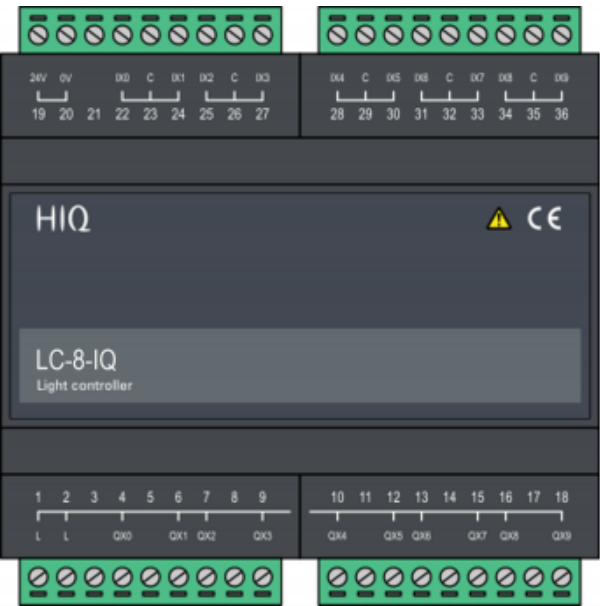 24V 0V IX0 C IX1 IX2 C IX3 IX4 C IX5 IX6 C IX7 IX8 C IX9
19 20 21 22 23 24 25 26 27 28 29 30 31 32 33 34 35 36
HIQ CE
LC-8-IQ
Light controller
1 2 3 4 5 6 7 8 9 10 11 12 13 14 15 16 17 18
L L QX0 QX1 QX2 QX3 QX4 QX5 QX6 QX7 QX8 QX9